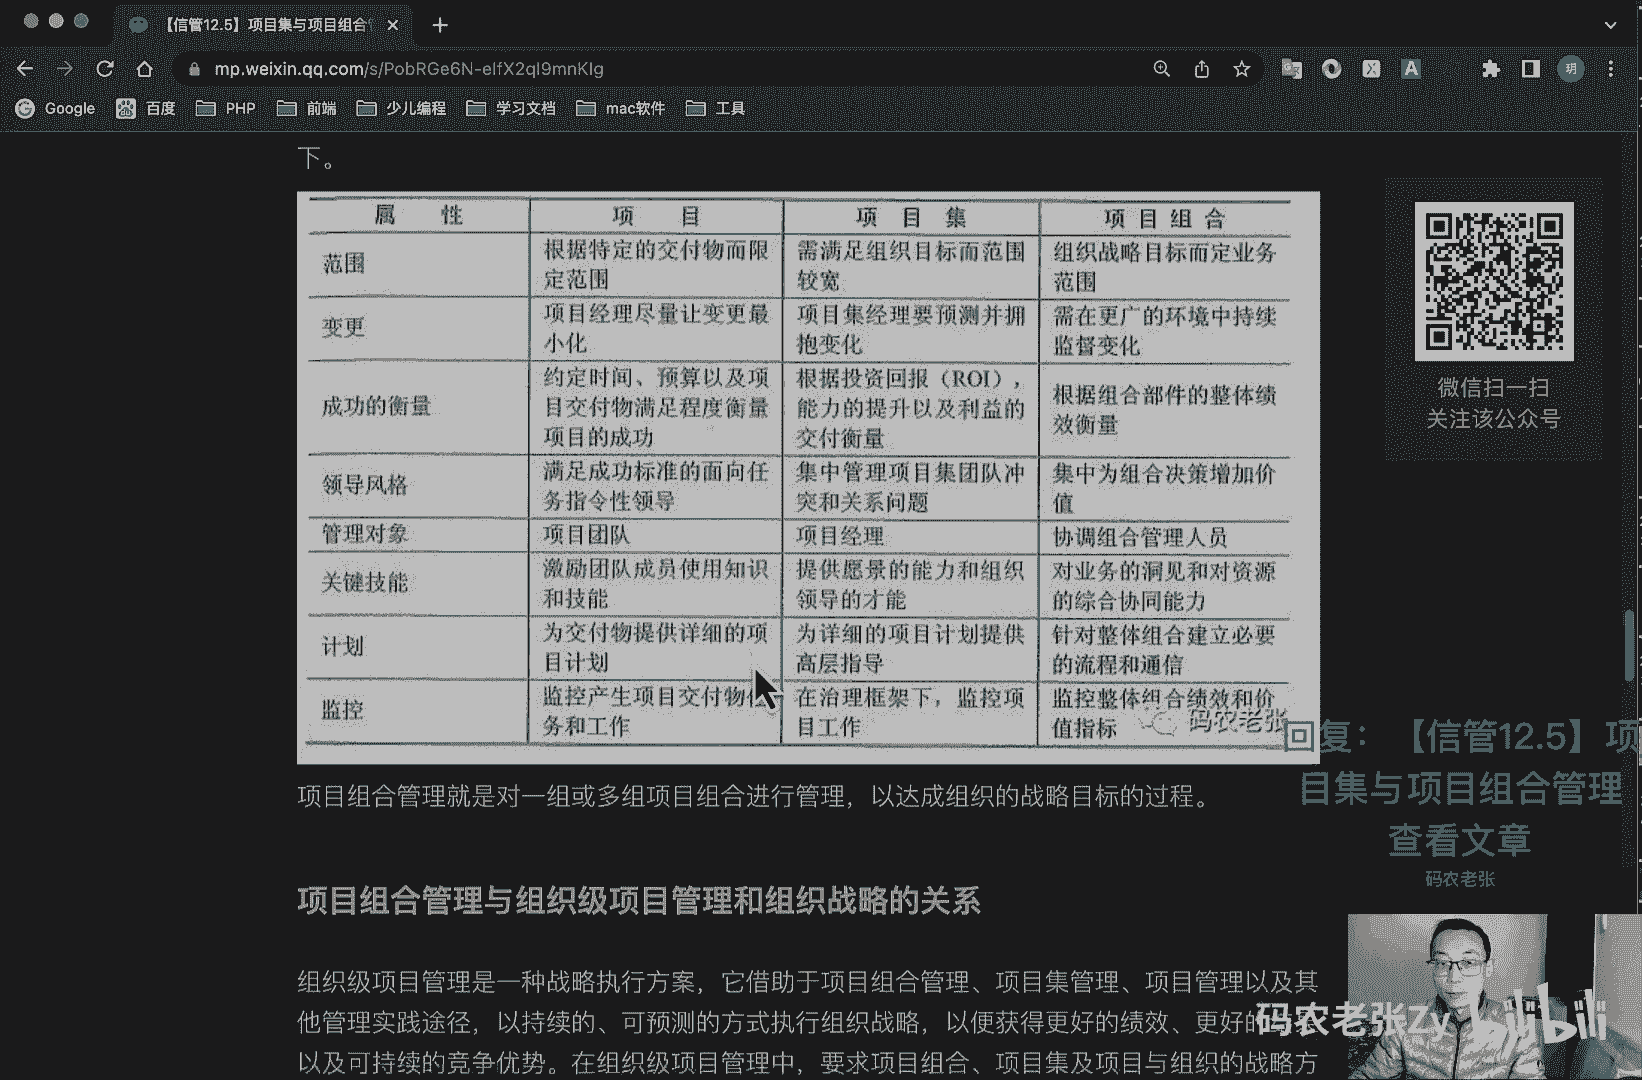 【信管12.5】项目集与项目组合
mp.weixin.qq.com/s/PobRGe6N-elfX2ql9mnKIg
Google 百度 PHP 前端 少儿编程 学习文档 mac软件 工具
下。
属 性 项 目 项 目 集 项 目 组 合
范围
根据特定的交付物而限
定范围
需满足组织目标而范围
较宽
组织战略目标而定业务
范围
变更
项目经理尽量让变更最
小化
项目集经理要预测并拥
抱变化
需在更广的环境中持续
监督变化
成功的衡量
约定时间、预算以及项
目交付物满足程度衡量
项目的成功
根据投资回报（ROI），
能力的提升以及利益的
交付衡量
根据组合部件的整体绩
效衡量
领导风格
满足成功标准的面向任
务指令性领导
集中管理项目集团队冲
突和关系问题
集中为组合决策增加价
值
管理对象 项目团队 项目经理 协调组合管理人员
关键技能
激励团队成员使用知识
和技能
提供愿景的能力和组织
领导的才能
对业务的洞见和对资源
的综合协同能力
计划
为交付物提供详细的项
目计划
为详细的项目计划提供
高层指导
针对整体组合建立必要
的流程和通信
监控
监控产生项目交付物
务和工作
在治理框架下，监控项
目工作
监控整体组合绩效和价
值指标
码农老张
项目组合管理就是对一组或多组项目组合进行管理，以达成组织的战略目标的过程。
项目组合管理与组织级项目管理和组织战略的关系
组织级项目管理是一种战略执行方案，它借助于项目组合管理、项目集管理、项目管理以及其
他管理实践途径，以持续的、可预测的方式执行组织战略，以便获得更好的绩效、更好的
以及可持续的竞争优势。在组织级项目管理中，要求项目组合、项目集及项目与组织的战略方
微信扫一扫
关注该公众号
回复：【信管12.5】项
目集与项目组合管理
查看文章
码农老张
码农老张Zy bilibili
玥